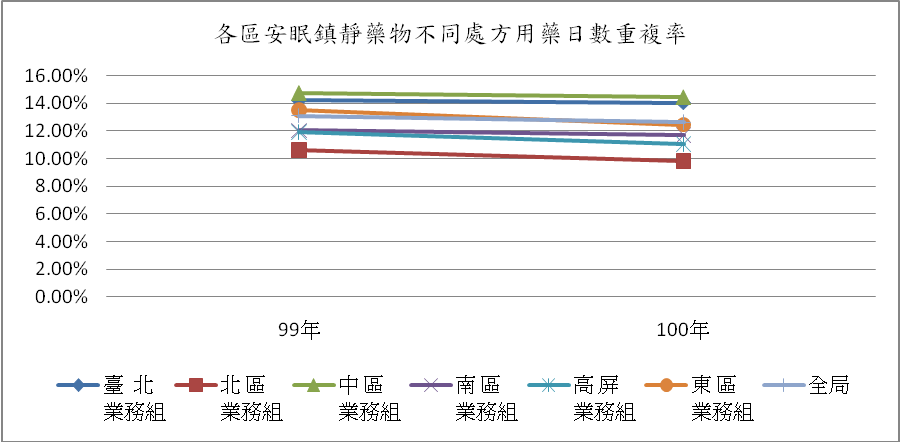 各區安眠鎮靜藥物不同處方用藥日數重複率
16.00%
14.00%
12.00%
10.00%
8.00%
6.00%
4.00%
2.00%
0.00%
99年
100年
臺 北
業務組
北區
業務組
中區
業務組
南區
業務組
高屏
業務組
東區
業務組
全局